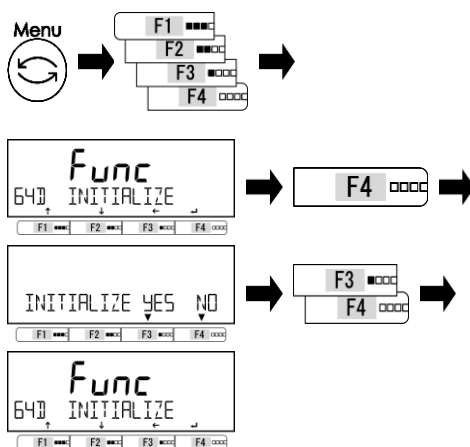 Menu
F1
F2
F3
F4
Func
64D INITIALIZE
↑ ↓ ← ↵
F1 F2 F3 F4
F4
INITIALIZE YES NO
▼ ▼
F1 F2 F3 F4
F3
F4
Func
64D INITIALIZE
↑ ↓ ← ↵
F1 F2 F3 F4